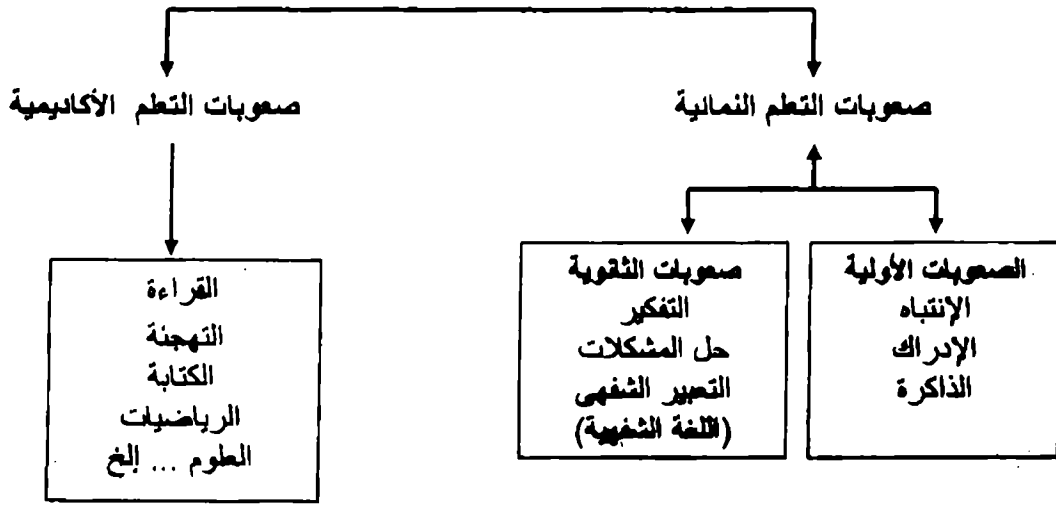 صعوبات التعلم النمائية
صعوبات التعلم الأكاديمية
الصعوبات الأولية
الإنتباه
الإدراك
الذاكرة
صعوبات الثانوية
التفكير
حل المشكلات
التعبير الشفهى
(اللغة الشفهية)
القراءة
التهجئة
الكتابة
الرياضيات
العلوم ... إلخ